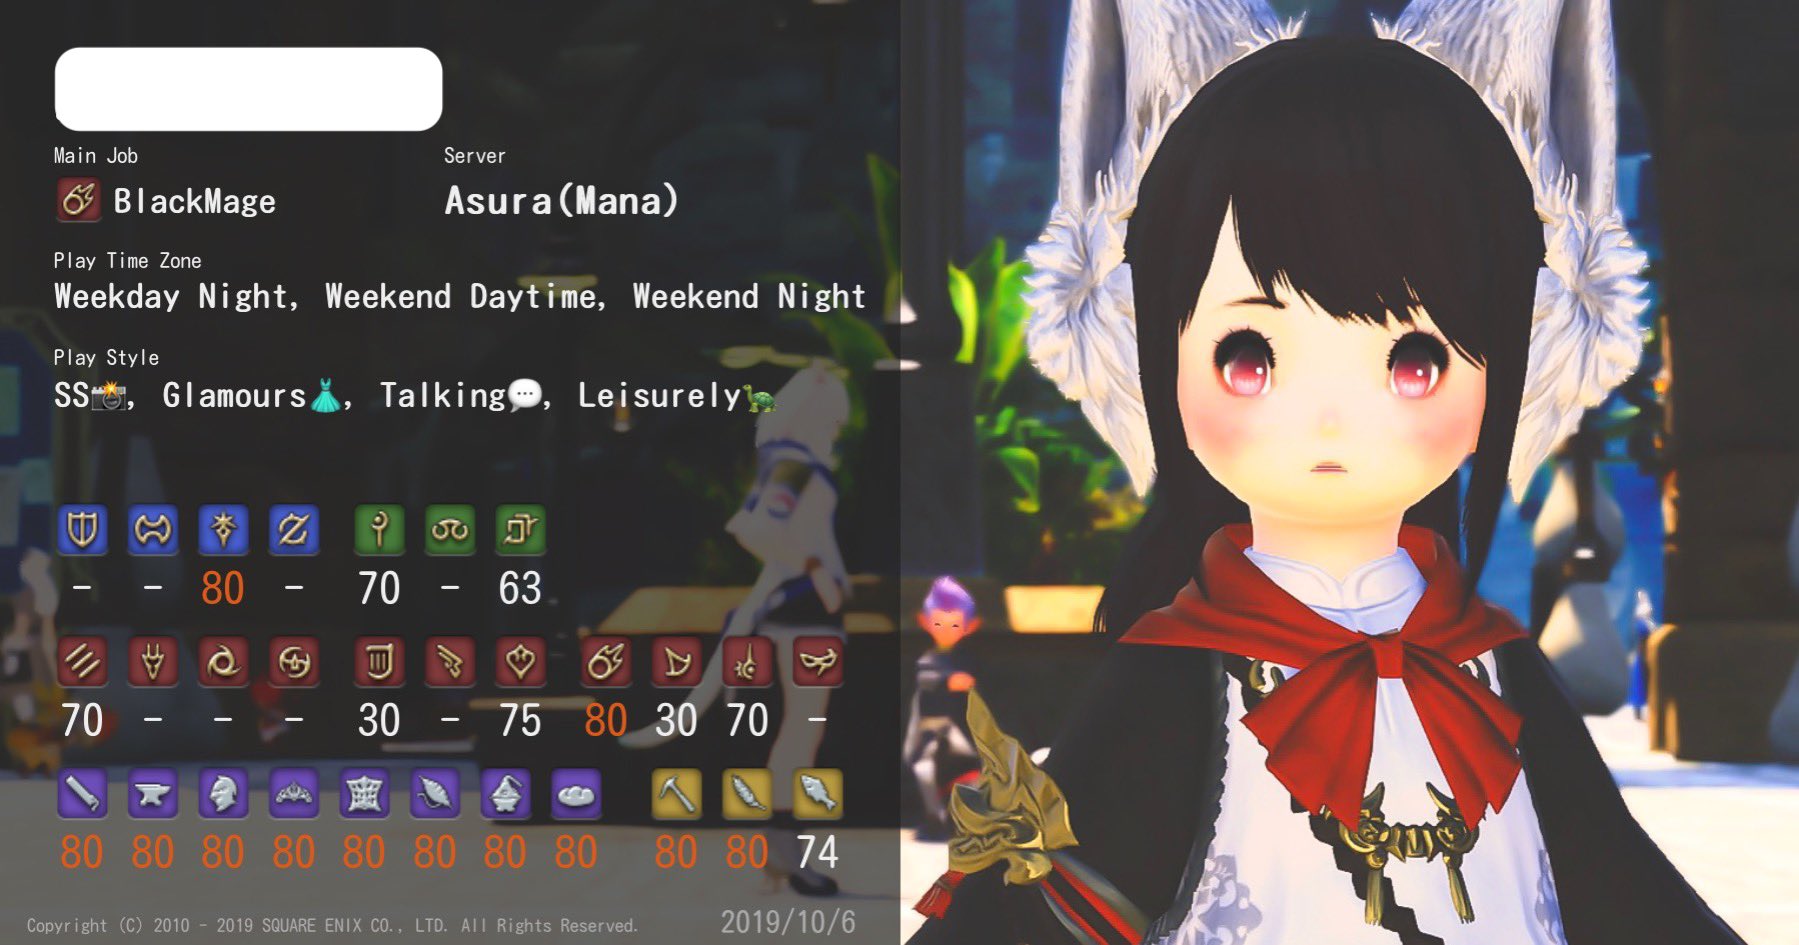 Main Job
Server
BlackMage
Asura(Mana)
Play Time Zone
Weekday Night, Weekend Daytime, Weekend Night
Play Style
SS📸, Glamours👗, Talking💬, Leisurely🐢
- - 80 - 70 - 63
70 - - - 30 - 75 80 30 70 -
80 80 80 80 80 80 80 80 80 80 74
Copyright (C) 2010 - 2019 SQUARE ENIX CO., LTD. All Rights Reserved.
2019/10/6